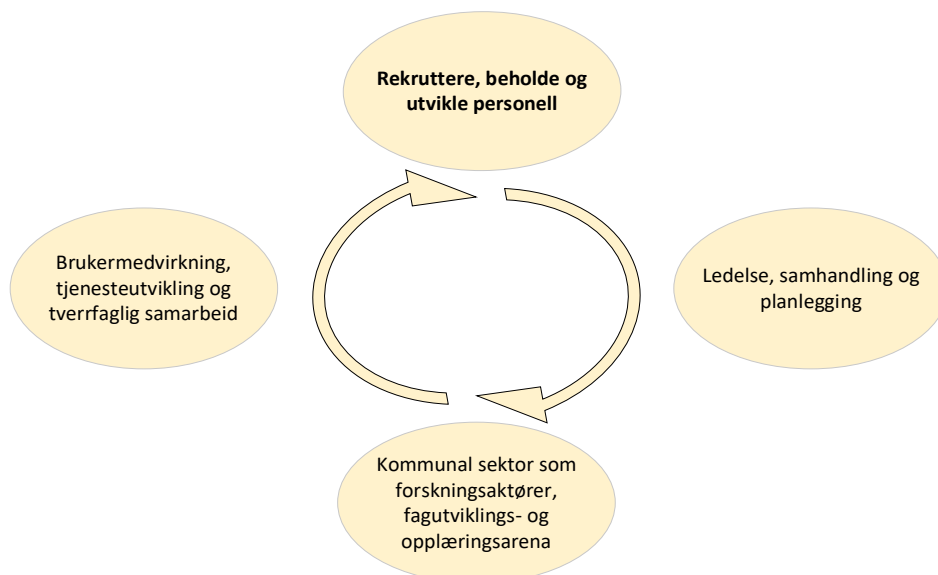 Rekruttere, beholde og
utvikle personell
Brukermedvirkning,
tjenesteutvikling og
tverrfaglig samarbeid
Ledelse, samhandling og
planlegging
Kommunal sektor som
forskningsaktører,
fagutviklings- og
opplæringsarena